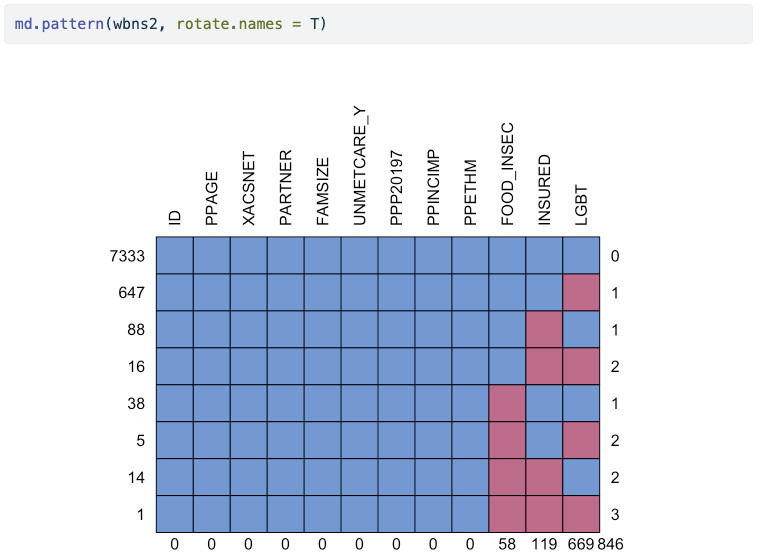 md.pattern(wbns2, rotate.names = T)
ID PPAGE XACSNET PARTNER FAMSIZE UNMETCARE_Y PPP20197 PPINCIMP PPETHM FOOD_INSEC INSURED LGBT
7333 0
647 1
88 1
16 2
38 1
5 2
14 2
1 3
0 0 0 0 0 0 0 0 0 58 119 669 846